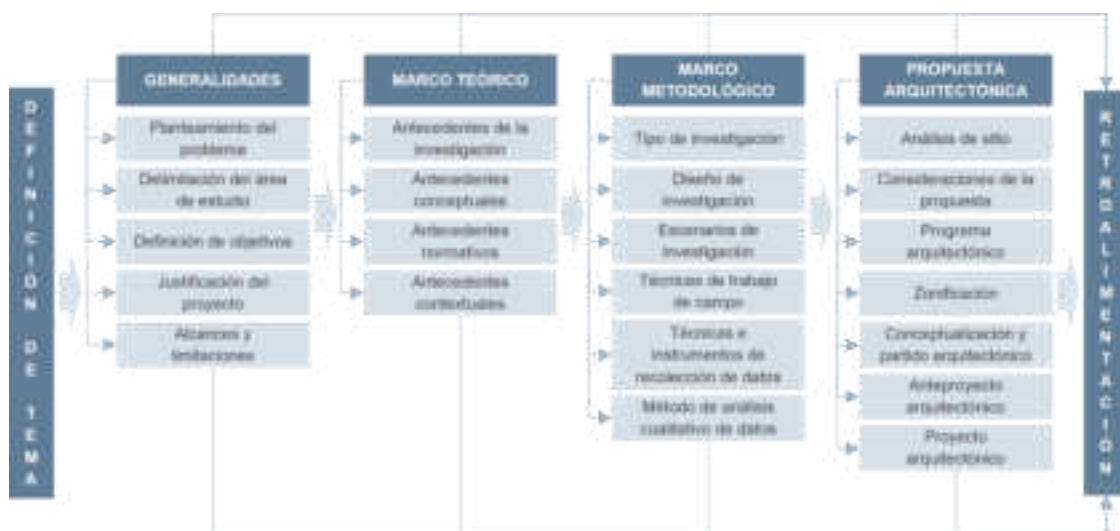 DEFINICIÓN DE TEMA
GENERALIDADES
Planteamiento del
problema
Delimitación del área
de estudio
Definición de objetivos
Justificación del
proyecto
Alcances y
limitaciones
MARCO TEÓRICO
Antecedentes de la
investigación
Antecedentes
conceptuales
Antecedentes
normativos
Antecedentes
contextuales
MARCO
METODOLÓGICO
Tipo de investigación
Diseño de
investigación
Escenarios de
investigación
Técnicas de trabajo
de campo
Técnicas e
instrumentos de
recolección de datos
Método de análisis
cualitativo de datos
PROPUESTA
ARQUITECTÓNICA
Análisis de sitio
Consideraciones de la
propuesta
Programa
arquitectónico
Zonificación
Conceptualización y
partido arquitectónico
Anteproyecto
arquitectónico
Proyecto
arquitectónico
RETROALIMENTACIÓN